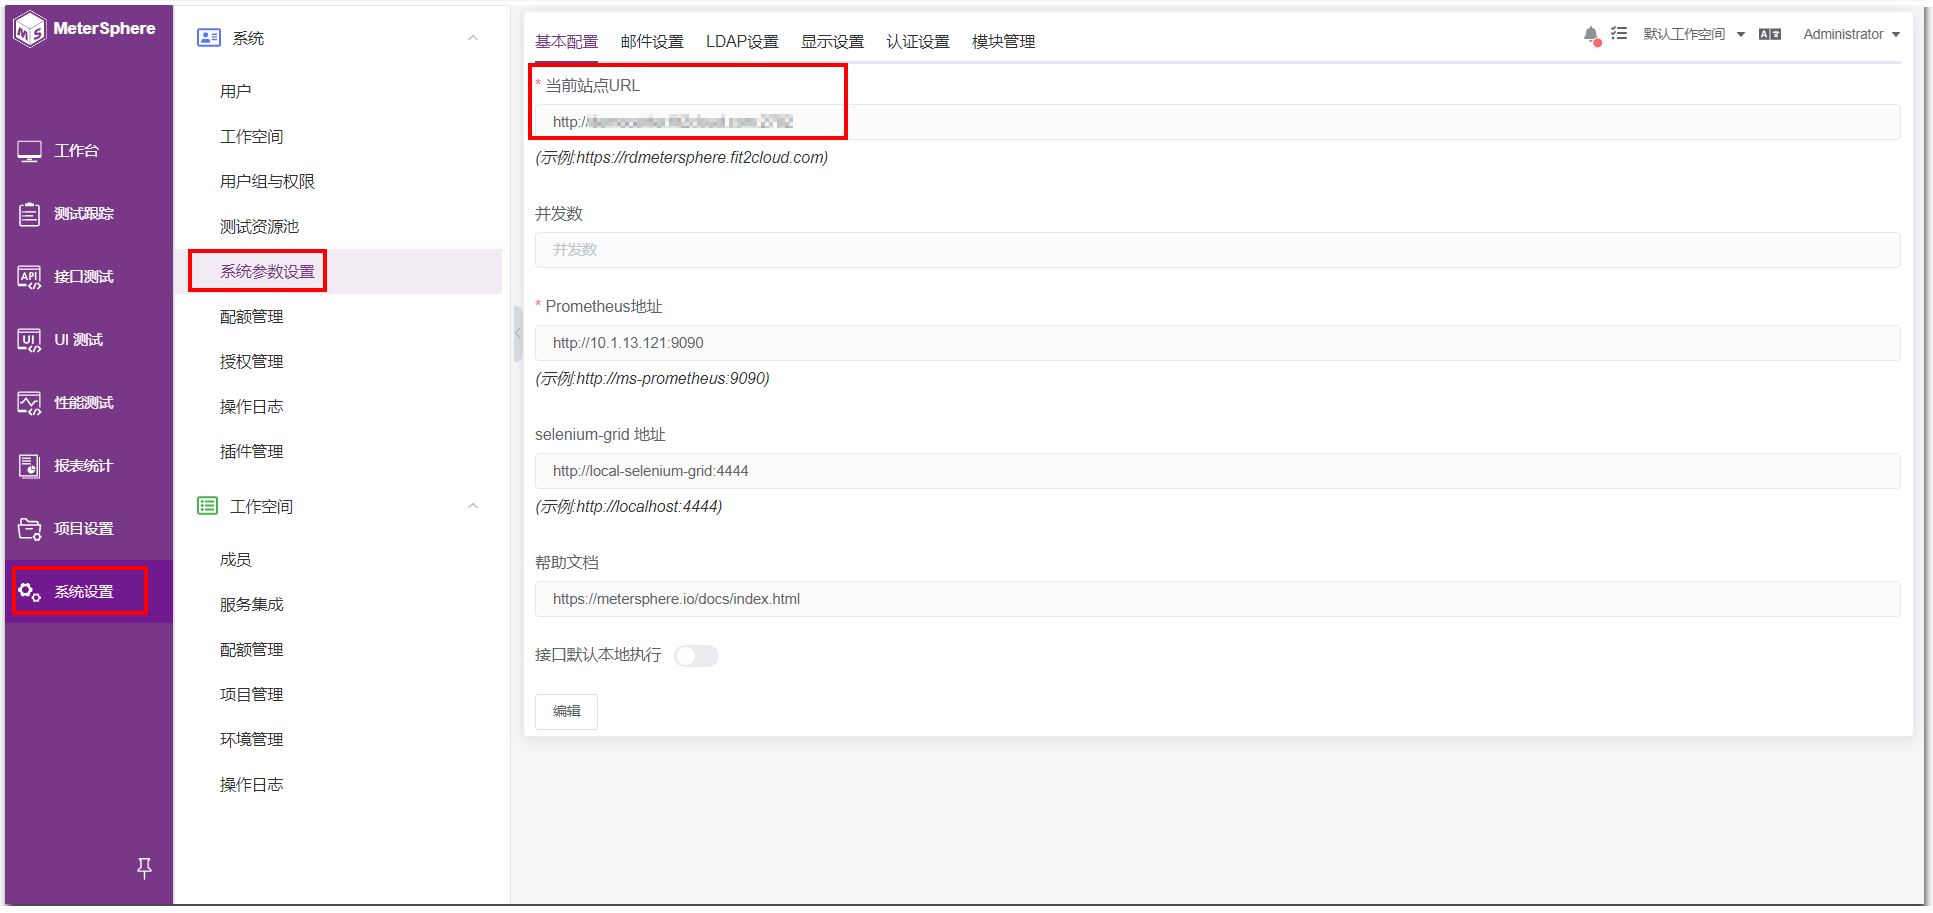 MeterSphere
工作台
测试跟踪
接口测试
UI 测试
性能测试
报表统计
项目设置
系统设置
系统
用户
工作空间
用户组与权限
测试资源池
系统参数设置
配额管理
授权管理
操作日志
插件管理
工作空间
成员
服务集成
配额管理
项目管理
环境管理
操作日志
基本配置 邮件设置 LDAP设置 显示设置 认证设置 模块管理
默认工作空间 Administrator
* 当前站点URL
http://
(示例:https://rdmetersphere.fit2cloud.com)
并发数
并发数
* Prometheus地址
http://10.1.13.121:9090
(示例:http://ms-prometheus:9090)
selenium-grid 地址
http://local-selenium-grid:4444
(示例:http://localhost:4444)
帮助文档
https://metersphere.io/docs/index.html
接口默认本地执行
编辑